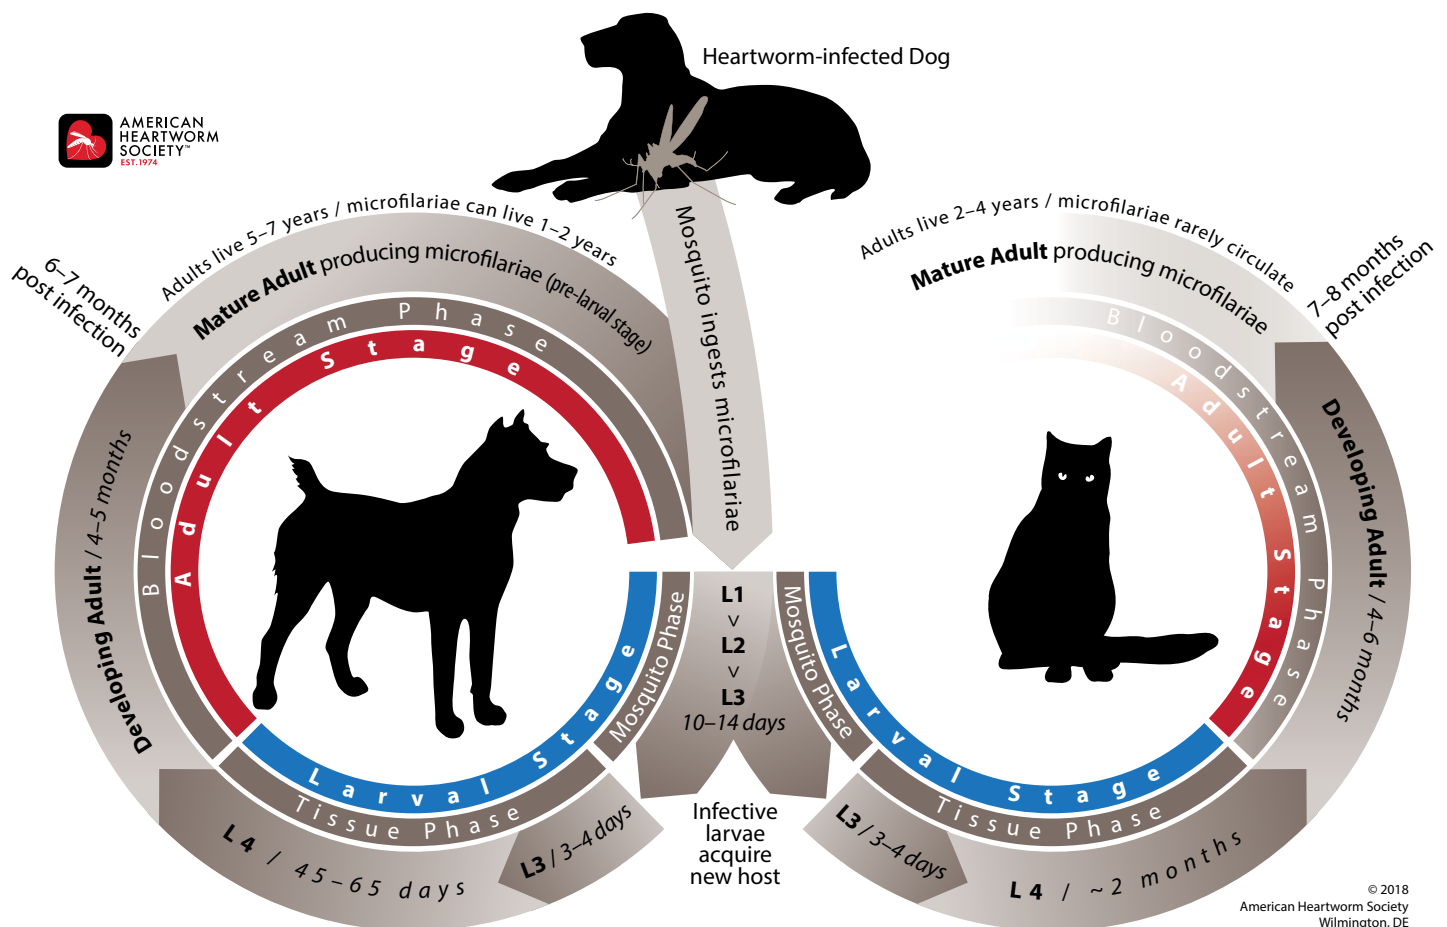 Heartworm-infected Dog
AMERICAN
HEARTWORM
SOCIETY™
EST.1974
Mosquito ingests microfilariae
Adults live 5–7 years / microfilariae can live 1–2 years
Mature Adult producing microfilariae (pre-larval stage)
6–7 months
post infection
Bloodstream Phase
Adult Stage
Developing Adult / 4–5 months
Larval Stage
Tissue Phase
Mosquito Phase
L 4 / 45–65 days
L3 / 3–4 days
L1
v
L2
v
L3
10–14 days
Infective
larvae
acquire
new host
Adults live 2–4 years / microfilariae rarely circulate
Mature Adult producing microfilariae
7–8 months
post infection
Bloodstream Phase
Adult Stage
Developing Adult / 4–6 months
Mosquito Phase
Larval Stage
Tissue Phase
L3 / 3–4 days
L 4 / ~2 months
© 2018
American Heartworm Society
Wilmington, DE